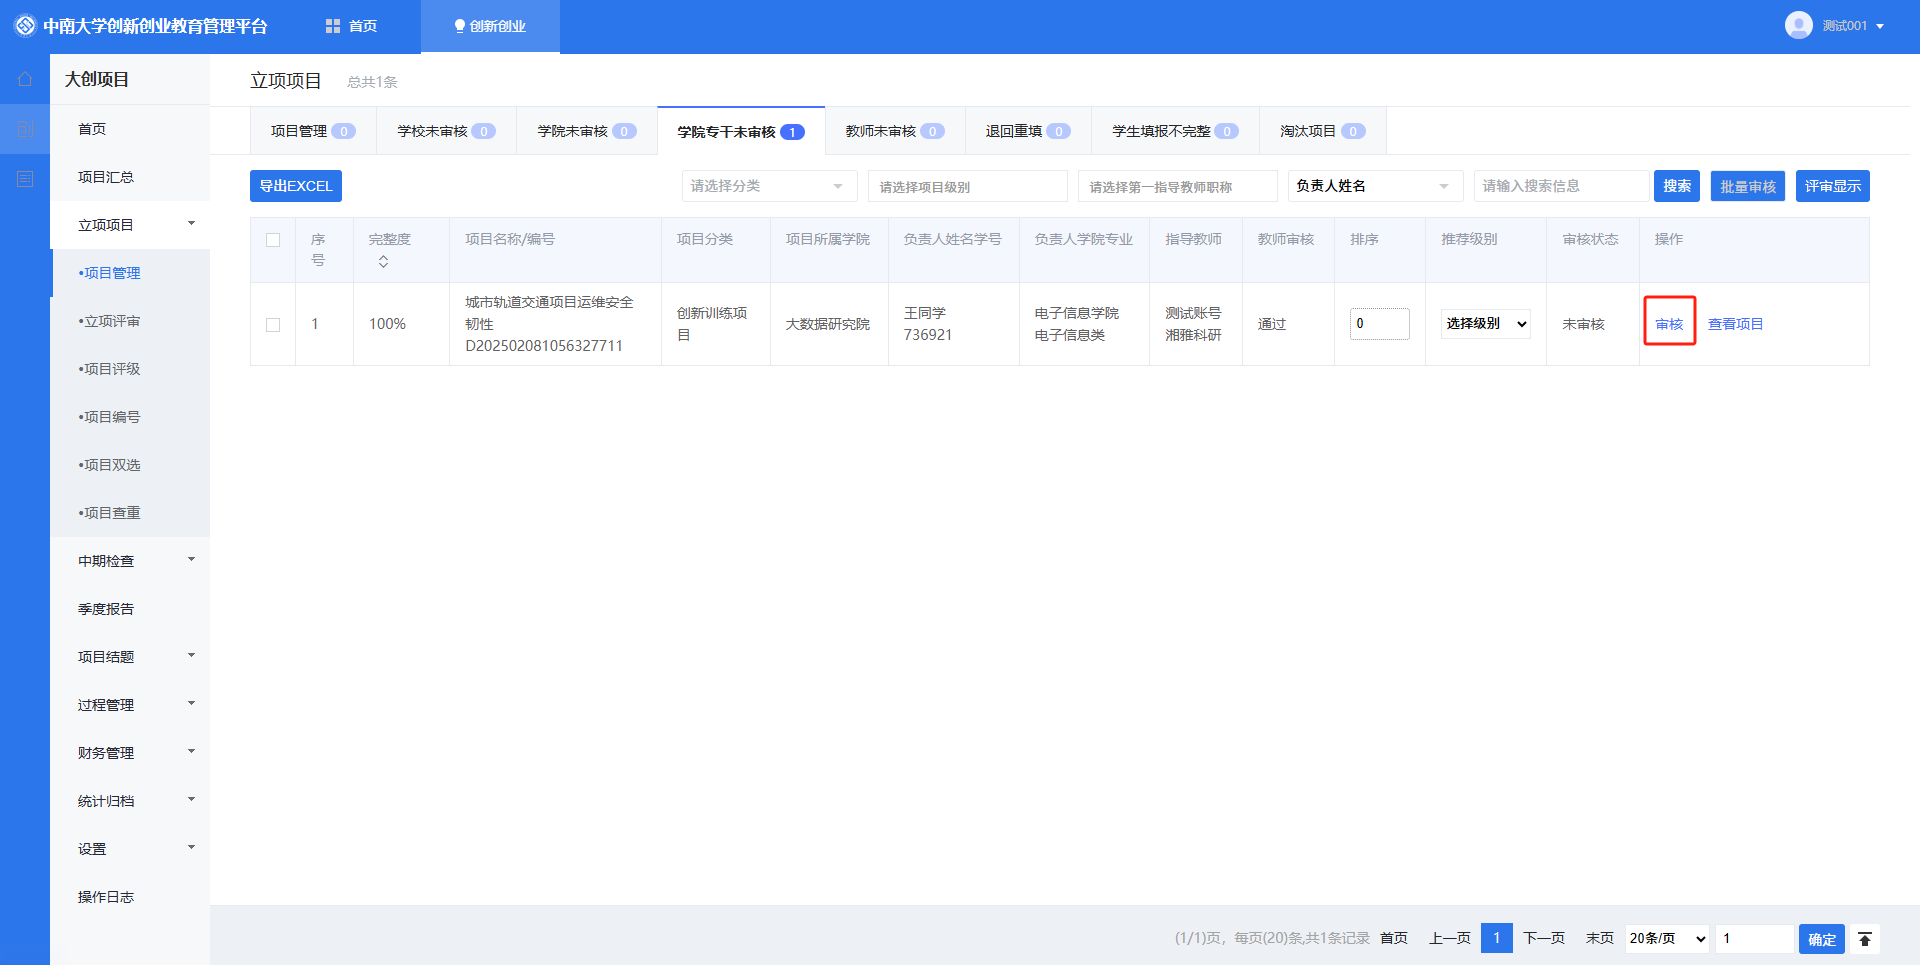 中南大学创新创业教育管理平台
首页
创新创业
测试001
大创项目
首页
项目汇总
立项项目
•项目管理
•立项评审
•项目评级
•项目编号
•项目双选
•项目查重
中期检查
季度报告
项目结题
过程管理
财务管理
统计归档
设置
操作日志
立项项目 总共1条
项目管理 0
学校未审核 0
学院未审核 0
学院专干未审核 1
教师未审核 0
退回重填 0
学生填报不完整 0
淘汰项目 0
导出EXCEL
请选择分类
请选择项目级别
请选择第一指导教师职称
负责人姓名
请输入搜索信息
搜索
批量审核
评审显示
序号
完整度
项目名称/编号
项目分类
项目所属学院
负责人姓名学号
负责人学院专业
指导教师
教师审核
排序
推荐级别
审核状态
操作
1
100%
城市轨道交通项目运维安全
韧性
D202502081056327711
创新训练项
目
大数据研究院
王同学
736921
电子信息学院
电子信息类
测试账号
湘雅科研
通过
0
选择级别
未审核
审核
查看项目
(1/1)页，每页(20)条,共1条记录
首页
上一页
1
下一页
末页
20条/页
1
确定